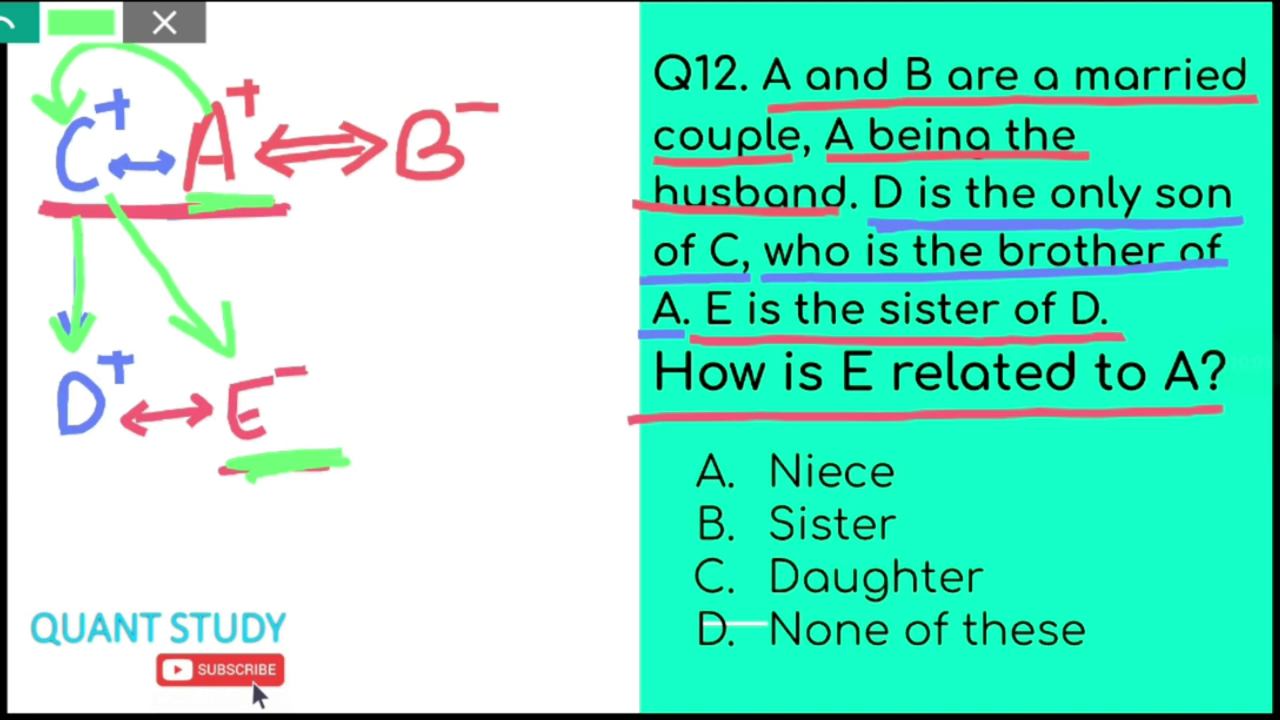 C+ ↔ A+ ⇔ B−
D+ ↔ E−
QUANT STUDY
SUBSCRIBE
Q12. A and B are a married
couple, A being the
husband. D is the only son
of C, who is the brother of
A. E is the sister of D.
How is E related to A?
A. Niece
B. Sister
C. Daughter
D. None of these